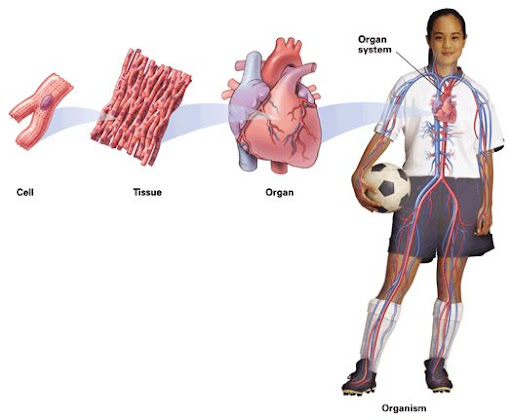 Organ
system
Cell
Tissue
Organ
Organism